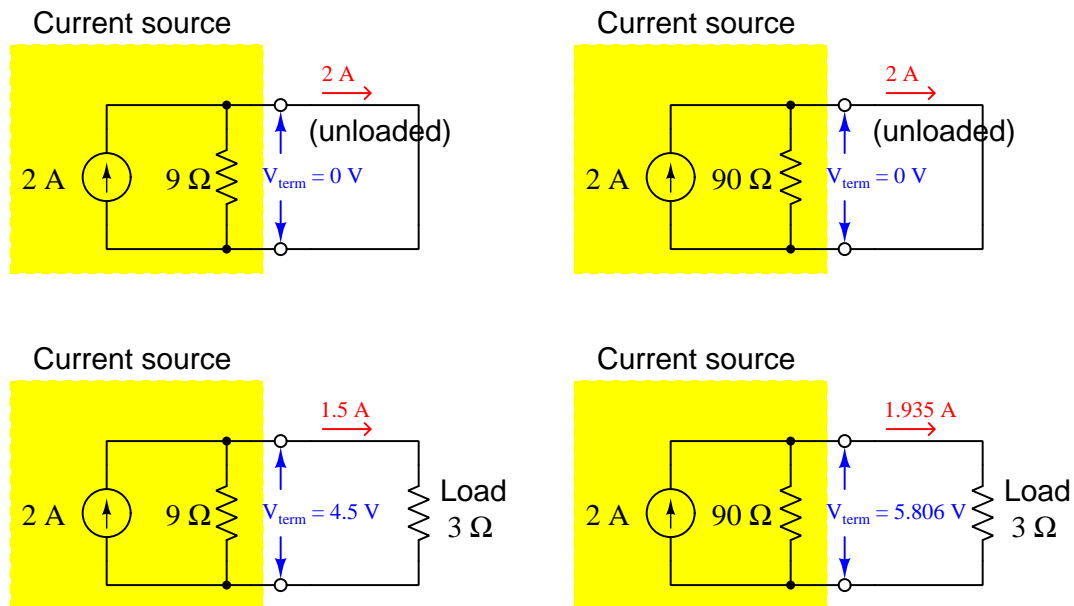 Current source
2 A
(unloaded)
2 A
9 Ω
Vterm = 0 V
Current source
2 A
(unloaded)
2 A
90 Ω
Vterm = 0 V
Current source
1.5 A
2 A
9 Ω
Vterm = 4.5 V
Load
3 Ω
Current source
1.935 A
2 A
90 Ω
Vterm = 5.806 V
Load
3 Ω